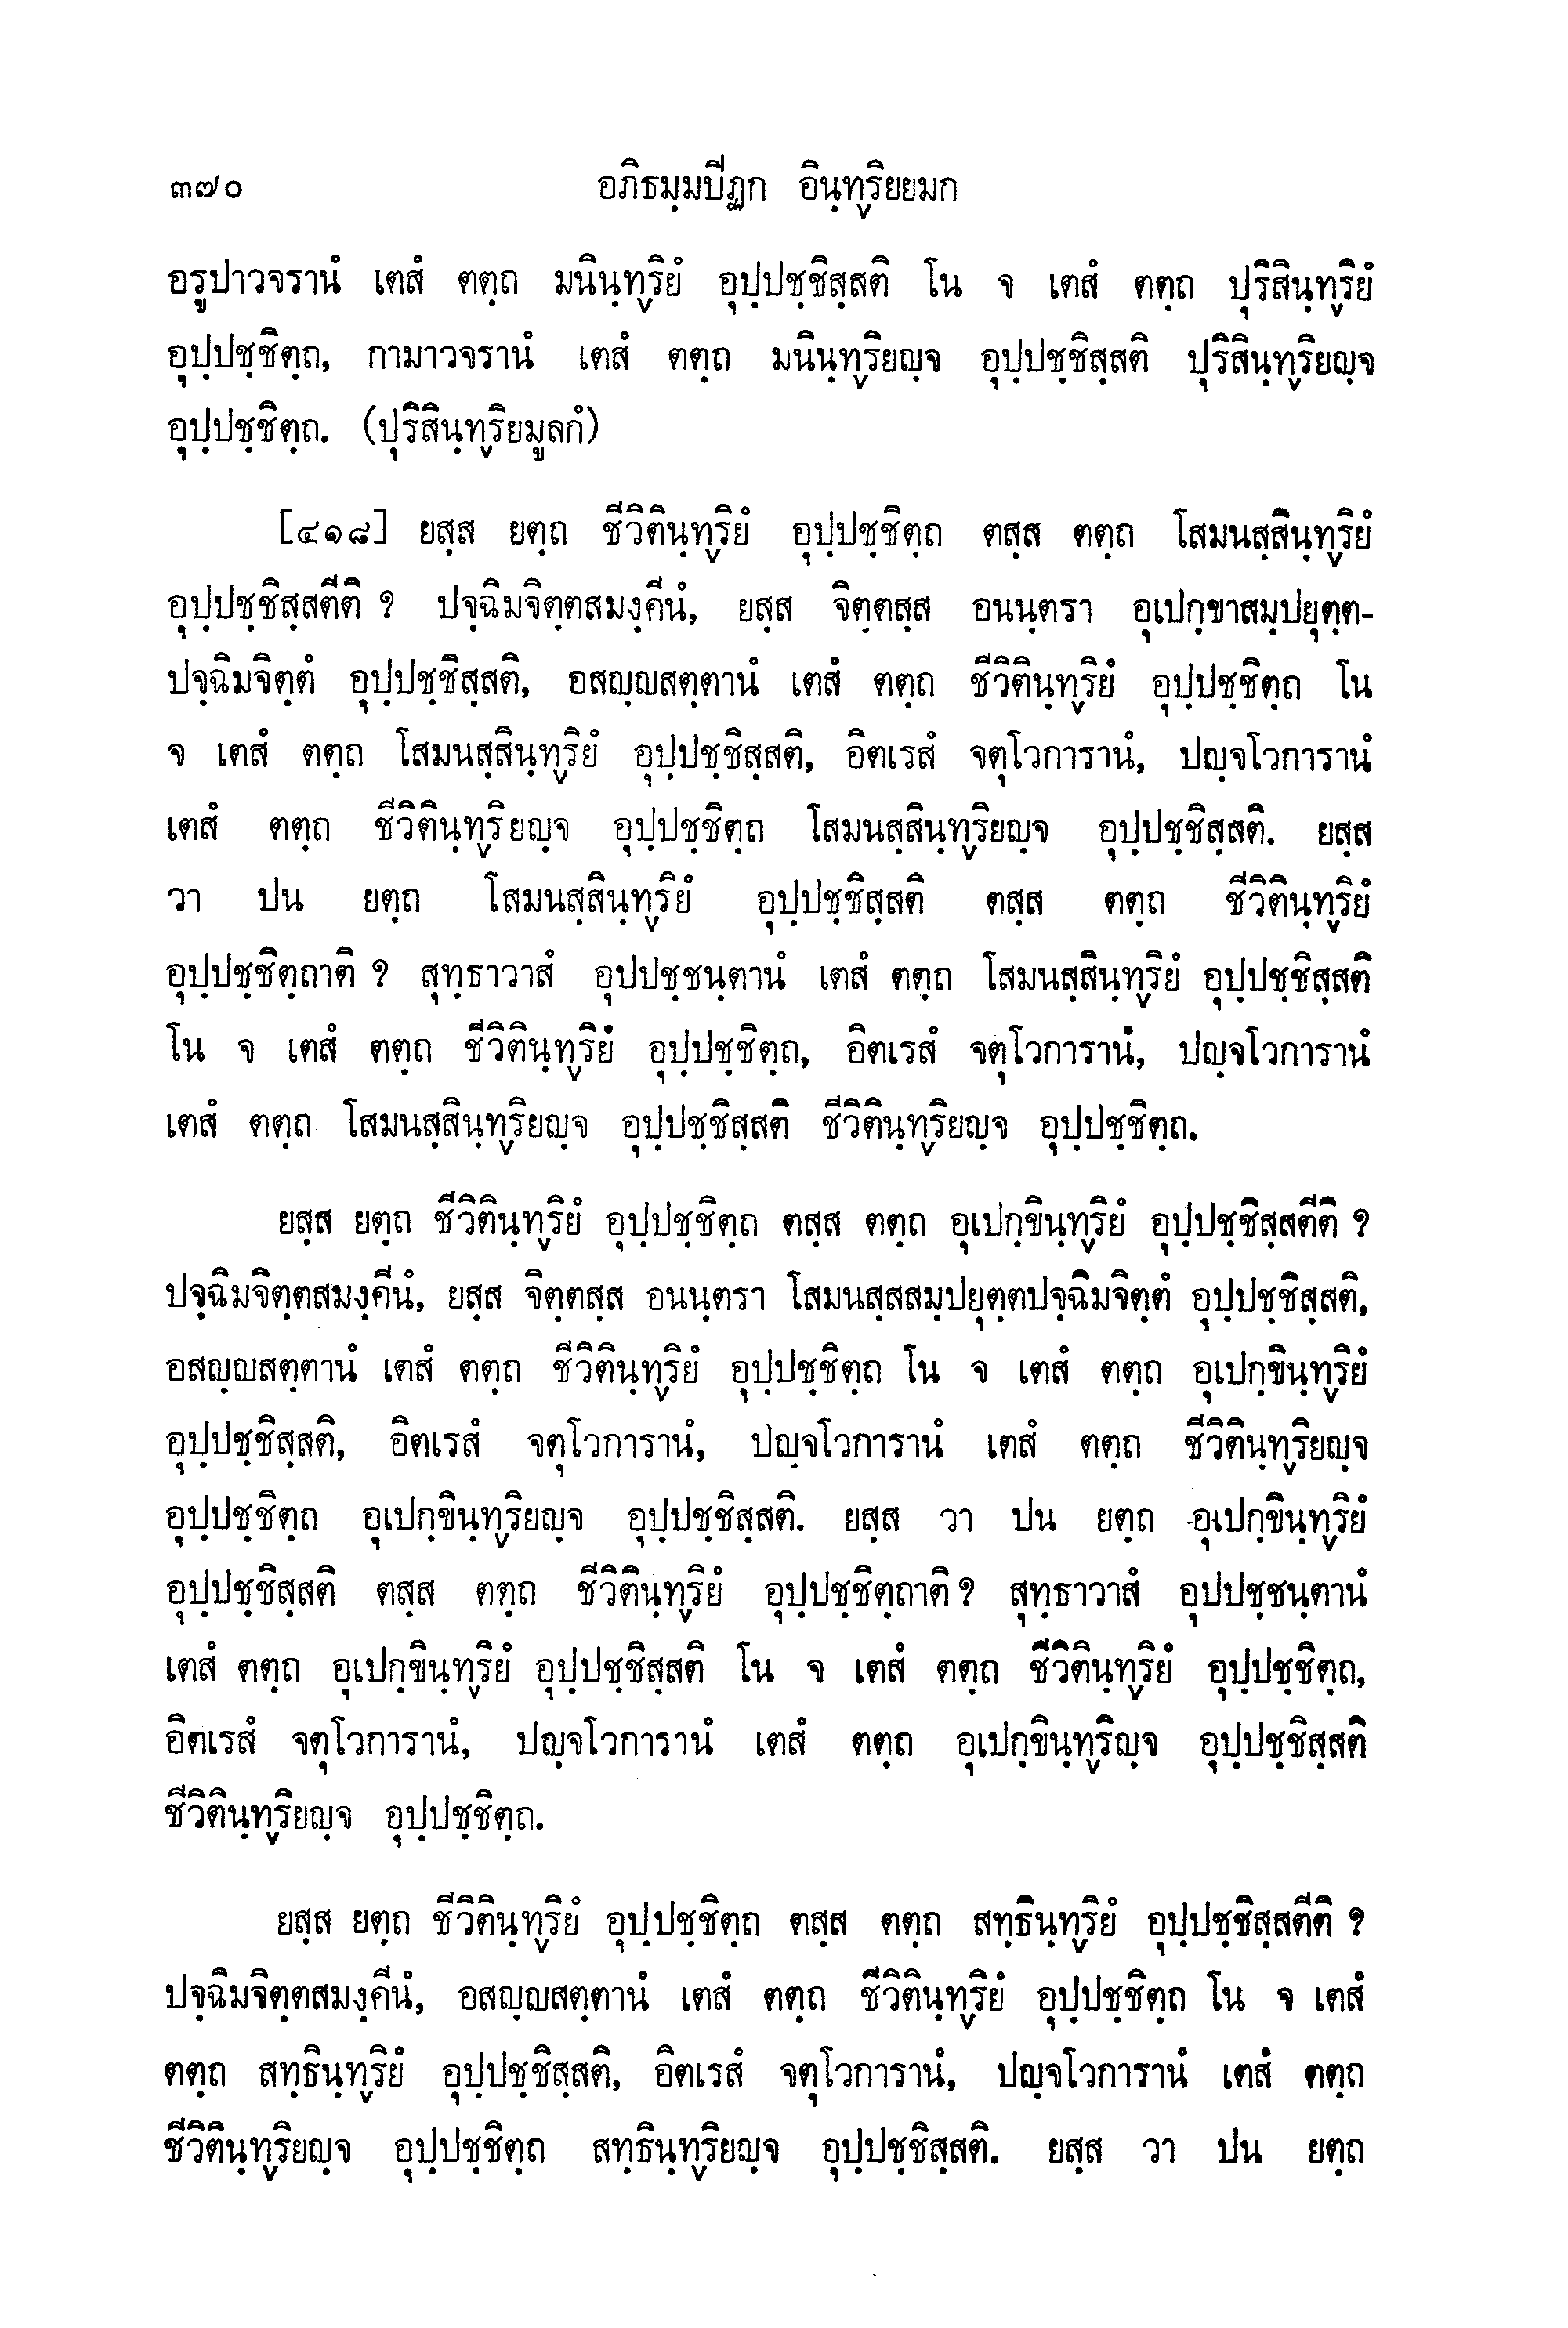 ๓๗๐ อภิธมฺมปีฏก อินฺทฺริยยมก
อรูปาวจรานํ เตสํ ตตฺถ มนินฺทฺริยํ อุปฺปชฺชิสฺสติ โน จ เตสํ ตตฺถ ปุริสินฺทฺริยํ
อุปฺปชฺชิตฺถ, กามาวจรานํ เตสํ ตตฺถ มนินฺทฺริยญฺจ อุปฺปชฺชิสฺสติ ปุริสินฺทฺริยญฺจ
อุปฺปชฺชิตฺถ. (ปุริสินฺทฺริยมูลกํ)
[๔๑๘] ยสฺส ยตฺถ ชีวิตินฺทฺริยํ อุปฺปชฺชิตฺถ ตสฺส ตตฺถ โสมนสฺสินฺทฺริยํ
อุปฺปชฺชิสฺสตีติ ? ปจฺฉิมจิตฺตสมงฺคีนํ, ยสฺส จิตฺตสฺส อนนฺตรา อุเปกฺขาสมฺปยุตฺต-
ปจฺฉิมจิตฺตํ อุปฺปชฺชิสฺสติ, อสญฺญสตฺตานํ เตสํ ตตฺถ ชีวิตินฺทฺริยํ อุปฺปชฺชิตฺถ โน
จ เตสํ ตตฺถ โสมนสฺสินฺทฺริยํ อุปฺปชฺชิสฺสติ, อิตเรสํ จตุโวการานํ, ปญฺจโวการานํ
เตสํ ตตฺถ ชีวิตินฺทฺริยญฺจ อุปฺปชฺชิตฺถ โสมนสฺสินฺทฺริยญฺจ อุปฺปชฺชิสฺสติ. ยสฺส
วา ปน ยตฺถ โสมนสฺสินฺทฺริยํ อุปฺปชฺชิสฺสติ ตสฺส ตตฺถ ชีวิตินฺทฺริยํ
อุปฺปชฺชิตฺถาติ ? สุทฺธาวาสํ อุปปชฺชนฺตานํ เตสํ ตตฺถ โสมนสฺสินฺทฺริยํ อุปฺปชฺชิสฺสติ
โน จ เตสํ ตตฺถ ชีวิตินฺทฺริยํ อุปฺปชฺชิตฺถ, อิตเรสํ จตุโวการานํ, ปญฺจโวการานํ
เตสํ ตตฺถ โสมนสฺสินฺทฺริยญฺจ อุปฺปชฺชิสฺสติ ชีวิตินฺทฺริยญฺจ อุปฺปชฺชิตฺถ.
ยสฺส ยตฺถ ชีวิตินฺทฺริยํ อุปฺปชฺชิตฺถ ตสฺส ตตฺถ อุเปกฺขินฺทฺริยํ อุปฺปชฺชิสฺสตีติ ?
ปจฺฉิมจิตฺตสมงฺคีนํ, ยสฺส จิตฺตสฺส อนนฺตรา โสมนสฺสสมฺปยุตฺตปจฺฉิมจิตฺตํ อุปฺปชฺชิสฺสติ,
อสญฺญสตฺตานํ เตสํ ตตฺถ ชีวิตินฺทฺริยํ อุปฺปชฺชิตฺถ โน จ เตสํ ตตฺถ อุเปกฺขินฺทฺริยํ
อุปฺปชฺชิสฺสติ, อิตเรสํ จตุโวการานํ, ปญฺจโวการานํ เตสํ ตตฺถ ชีวิตินฺทฺริยญฺจ
อุปฺปชฺชิตฺถ อุเปกฺขินฺทฺริยญฺจ อุปฺปชฺชิสฺสติ. ยสฺส วา ปน ยตฺถ อุเปกฺขินฺทฺริยํ
อุปฺปชฺชิสฺสติ ตสฺส ตตฺถ ชีวิตินฺทฺริยํ อุปฺปชฺชิตฺถาติ ? สุทฺธาวาสํ อุปปชฺชนฺตานํ
เตสํ ตตฺถ อุเปกฺขินฺทฺริยํ อุปฺปชฺชิสฺสติ โน จ เตสํ ตตฺถ ชีวิตินฺทฺริยํ อุปฺปชฺชิตฺถ,
อิตเรสํ จตุโวการานํ, ปญฺจโวการานํ เตสํ ตตฺถ อุเปกฺขินฺทฺริญฺจ อุปฺปชฺชิสฺสติ
ชีวิตินฺทฺริยญฺจ อุปฺปชฺชิตฺถ.
ยสฺส ยตฺถ ชีวิตินฺทฺริยํ อุปฺปชฺชิตฺถ ตสฺส ตตฺถ สทฺธินฺทฺริยํ อุปฺปชฺชิสฺสตีติ ?
ปจฺฉิมจิตฺตสมงฺคีนํ, อสญฺญสตฺตานํ เตสํ ตตฺถ ชีวิตินฺทฺริยํ อุปฺปชฺชิตฺถ โน จ เตสํ
ตตฺถ สทฺธินฺทฺริยํ อุปฺปชฺชิสฺสติ, อิตเรสํ จตุโวการานํ, ปญฺจโวการานํ เตสํ ตตฺถ
ชีวิตินฺทฺริยญฺจ อุปฺปชฺชิตฺถ สทฺธินฺทฺริยญฺจ อุปฺปชฺชิสฺสติ. ยสฺส วา ปน ยตฺถ